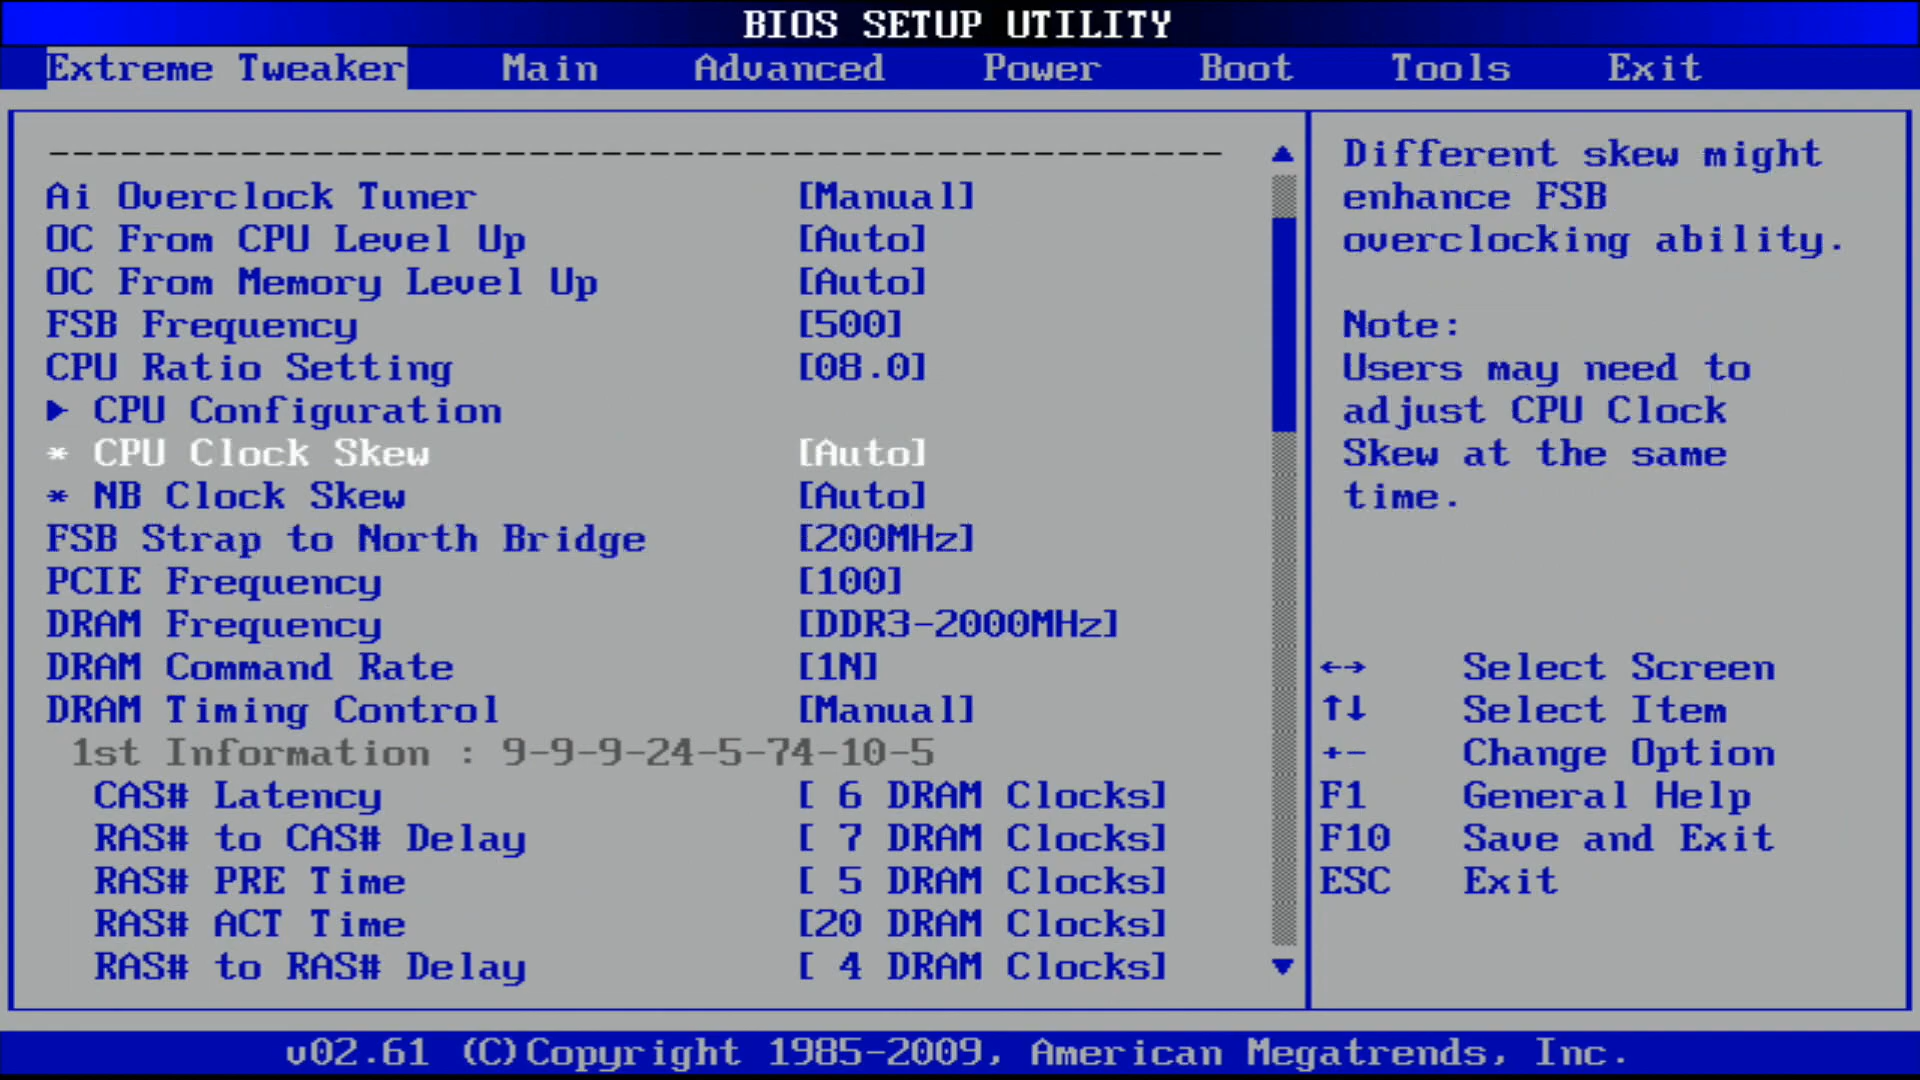 BIOS SETUP UTILITY
Extreme Tweaker Main Advanced Power Boot Tools Exit
--------------------------------------------------
Ai Overclock Tuner [Manual]
OC From CPU Level Up [Auto]
OC From Memory Level Up [Auto]
FSB Frequency [500]
CPU Ratio Setting [08.0]
▶ CPU Configuration
* CPU Clock Skew [Auto]
* NB Clock Skew [Auto]
FSB Strap to North Bridge [200MHz]
PCIE Frequency [100]
DRAM Frequency [DDR3-2000MHz]
DRAM Command Rate [1N]
DRAM Timing Control [Manual]
1st Information : 9-9-9-24-5-74-10-5
CAS# Latency [ 6 DRAM Clocks]
RAS# to CAS# Delay [ 7 DRAM Clocks]
RAS# PRE Time [ 5 DRAM Clocks]
RAS# ACT Time [20 DRAM Clocks]
RAS# to RAS# Delay [ 4 DRAM Clocks]
Different skew might
enhance FSB
overclocking ability.
Note:
Users may need to
adjust CPU Clock
Skew at the same
time.
←→ Select Screen
↑↓ Select Item
+- Change Option
F1 General Help
F10 Save and Exit
ESC Exit
v02.61 (C)Copyright 1985-2009, American Megatrends, Inc.